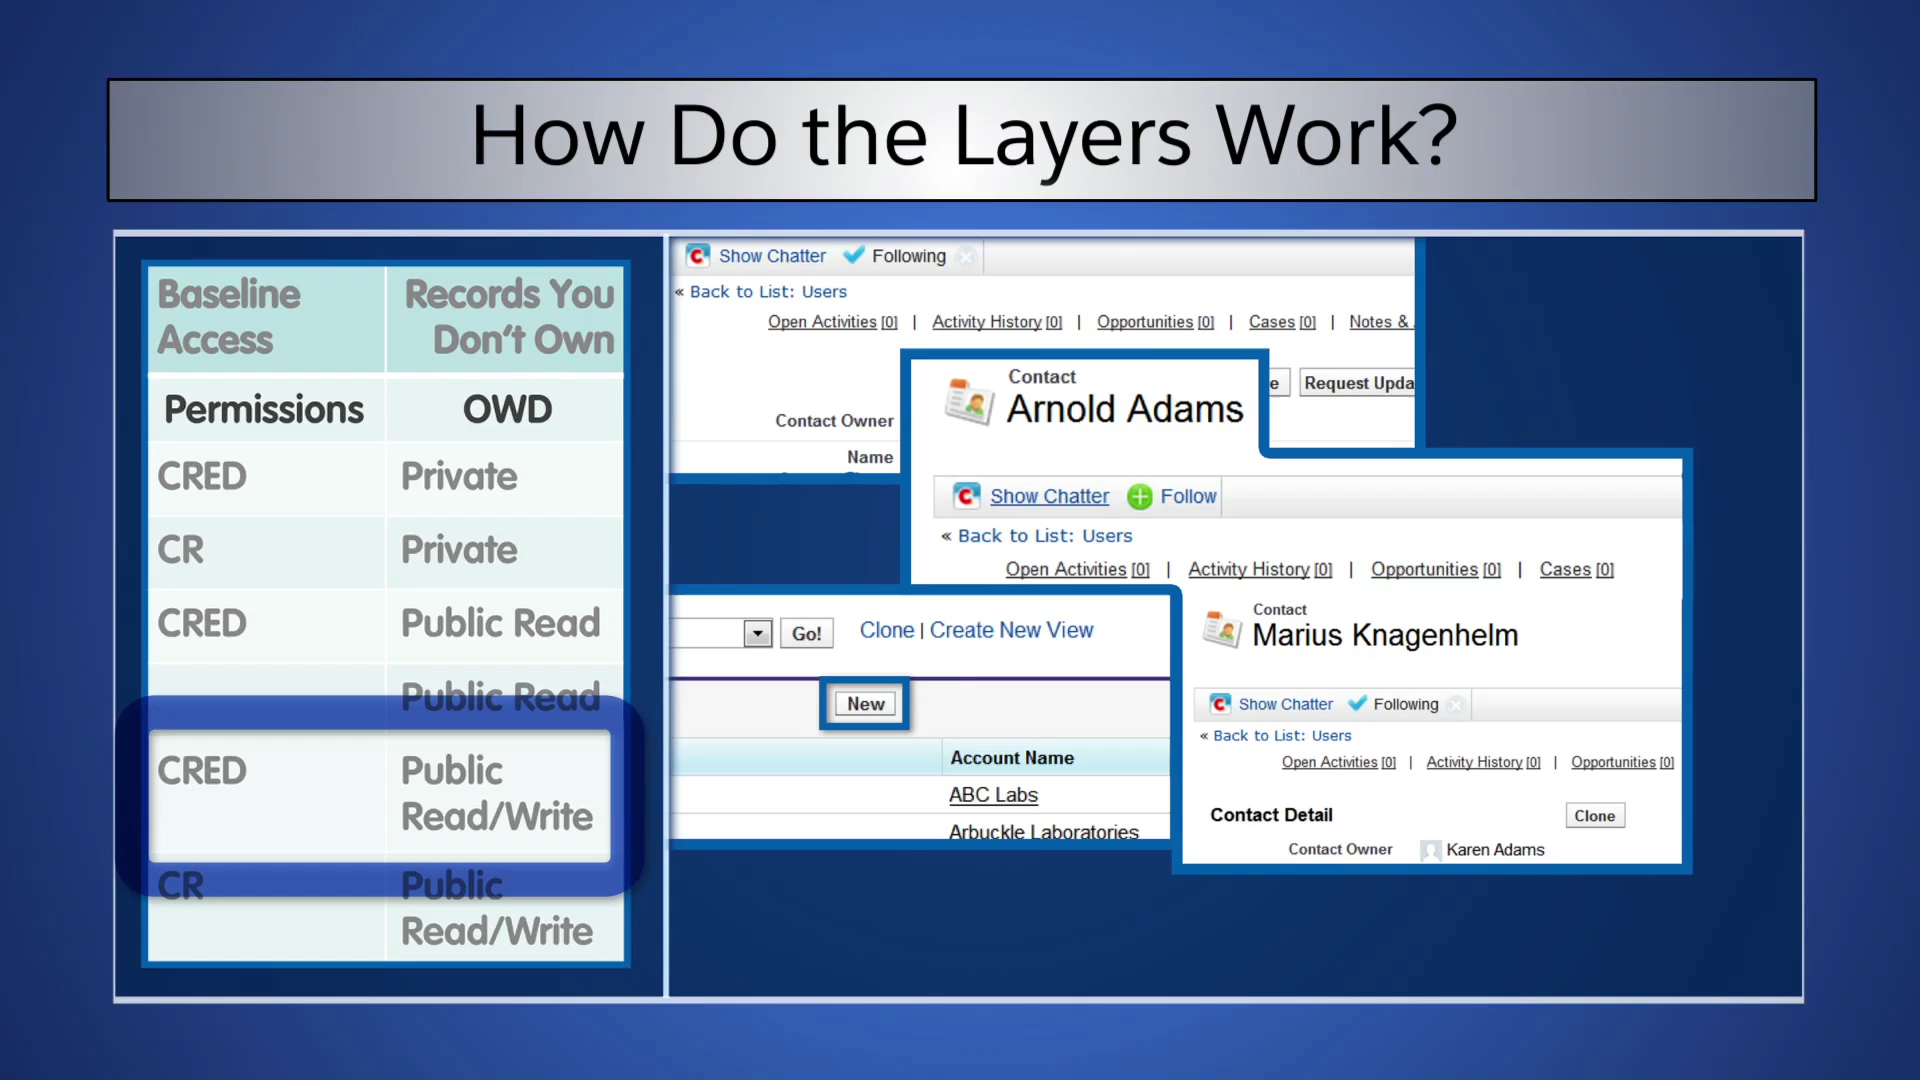 How Do the Layers Work?
Baseline Access
Records You Don't Own
Permissions
OWD
CRED
Private
CR
Private
CRED
Public Read
Public Read
CRED
Public
Read/Write
CR
Public
Read/Write
Show Chatter
Following
« Back to List: Users
Open Activities [0] | Activity History [0] | Opportunities [0] | Cases [0] | Notes &
e
Request Upda
Contact Owner
Name
Contact
Arnold Adams
Show Chatter
Follow
« Back to List: Users
Open Activities [0] | Activity History [0] | Opportunities [0] | Cases [0]
Go!
Clone | Create New View
New
Account Name
ABC Labs
Arbuckle Laboratories
Contact
Marius Knagenhelm
Show Chatter
Following
« Back to List: Users
Open Activities [0] | Activity History [0] | Opportunities [0]
Contact Detail
Clone
Contact Owner
Karen Adams